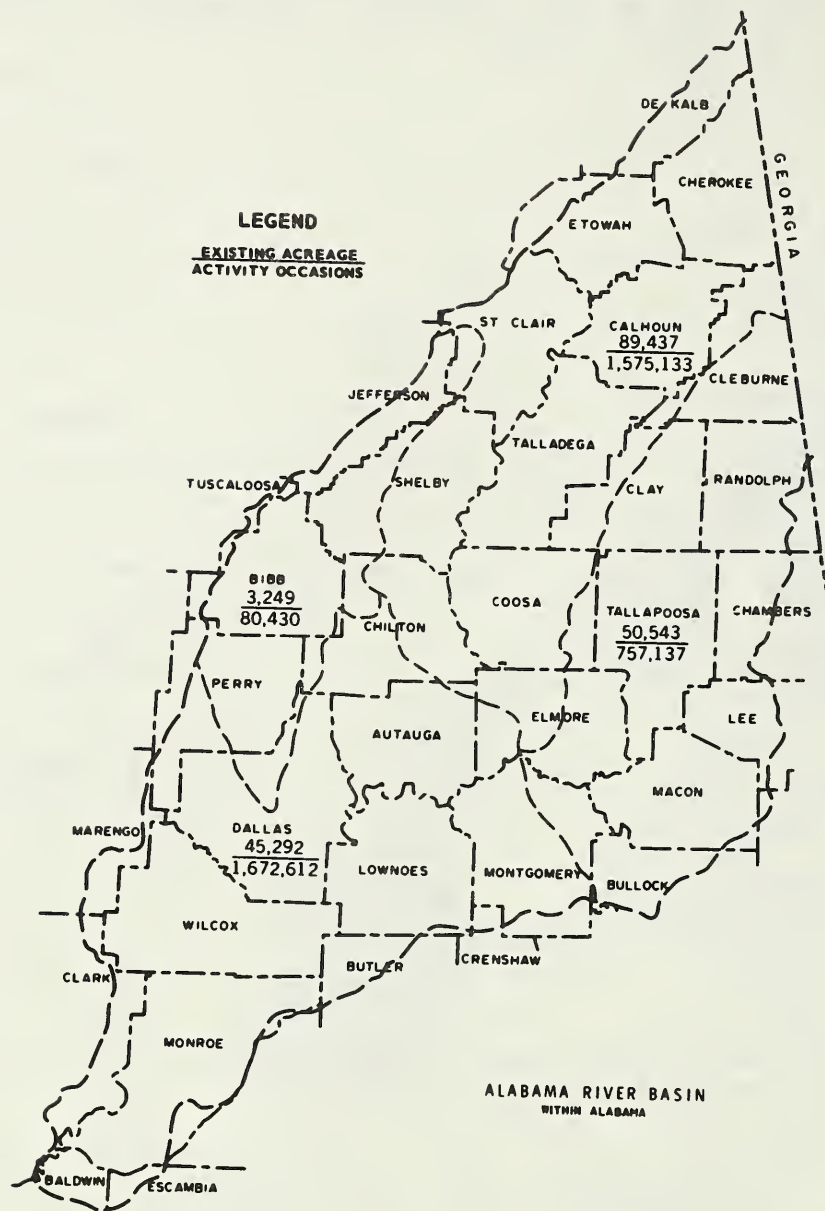 DE KALB
GEORGIA
CHEROKEE
LEGEND
EXISTING ACREAGE
ACTIVITY OCCASIONS
ETOWAH
ST CLAIR
CALHOUN
89,437
1,575,133
CLEBURNE
JEFFERSON
TALLADEGA
TUSCALOOSA
SHELBY
CLAY
RANDOLPH
BIBB
3,249
80,430
COOSA
TALLAPOOSA
50,543
757,137
CHAMBERS
CHILTON
PERRY
AUTAUGA
ELMORE
LEE
MACON
MARENGO
DALLAS
45,292
1,672,612
LOWNOES
MONTGOMERY
BULLOCK
WILCOX
CRENSHAW
BUTLER
CLARK
MONROE
ALABAMA RIVER BASIN
WITHIN ALABAMA
BALDWIN
ESCAMBIA